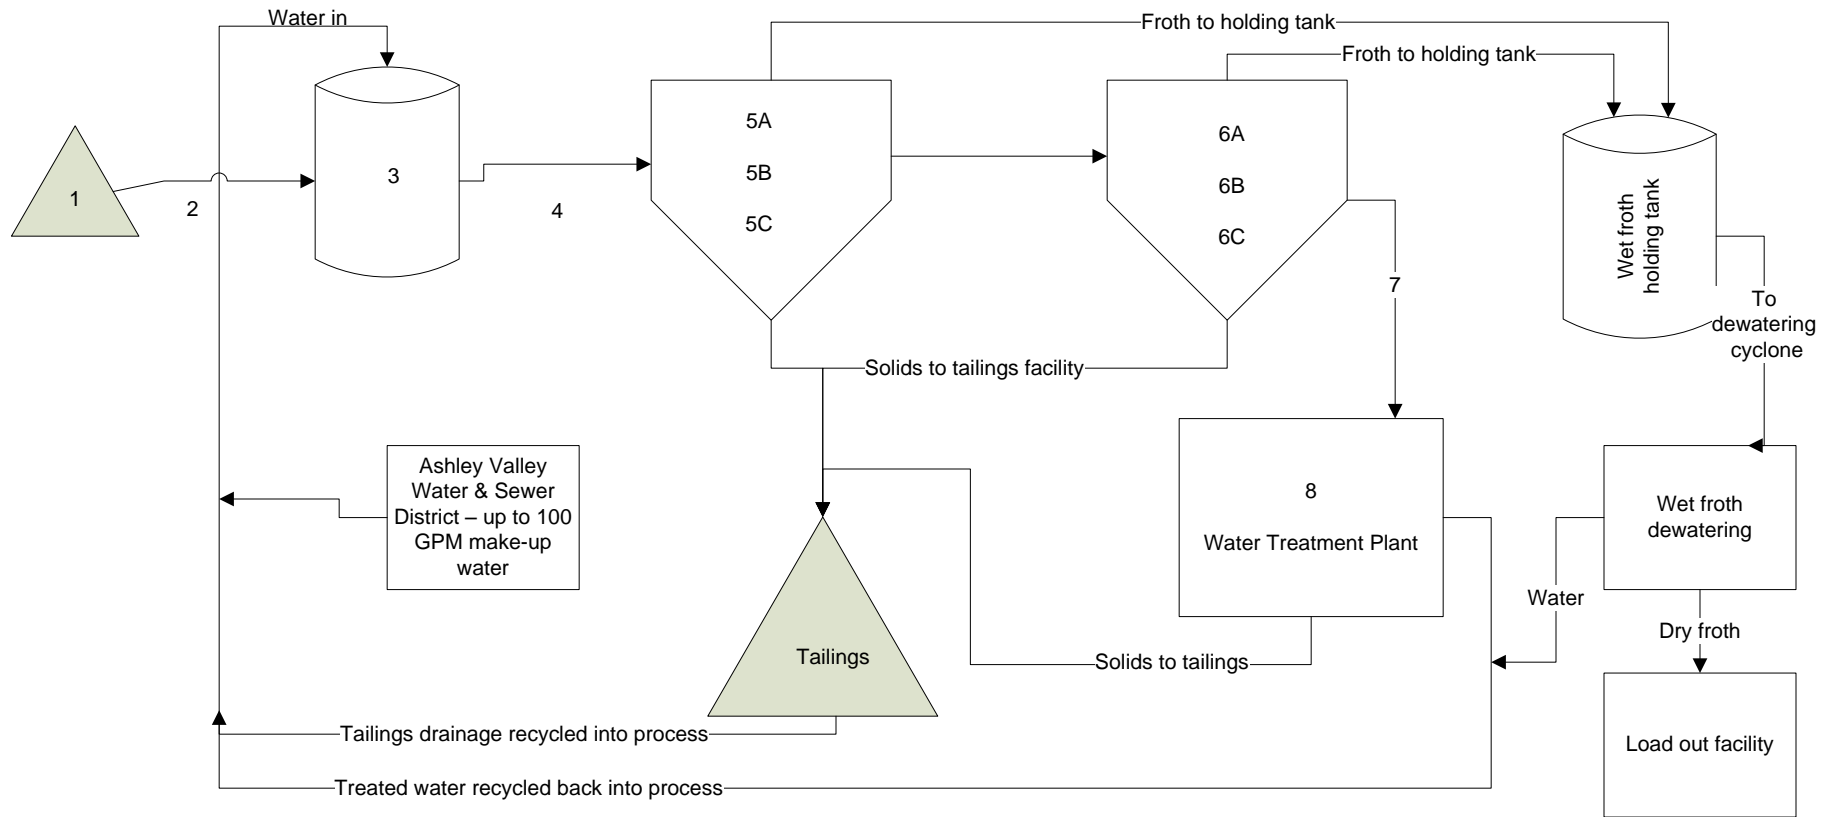 Water in
Froth to holding tank
Froth to holding tank
1
2
3
4
5A
5B
5C
6A
6B
6C
7
Wet froth
holding tank
To
dewatering
cyclone
Solids to tailings facility
Ashley Valley
Water & Sewer
District – up to 100
GPM make-up
water
8
Water Treatment Plant
Wet froth
dewatering
Water
Dry froth
Tailings
Solids to tailings
Tailings drainage recycled into process
Load out facility
Treated water recycled back into process